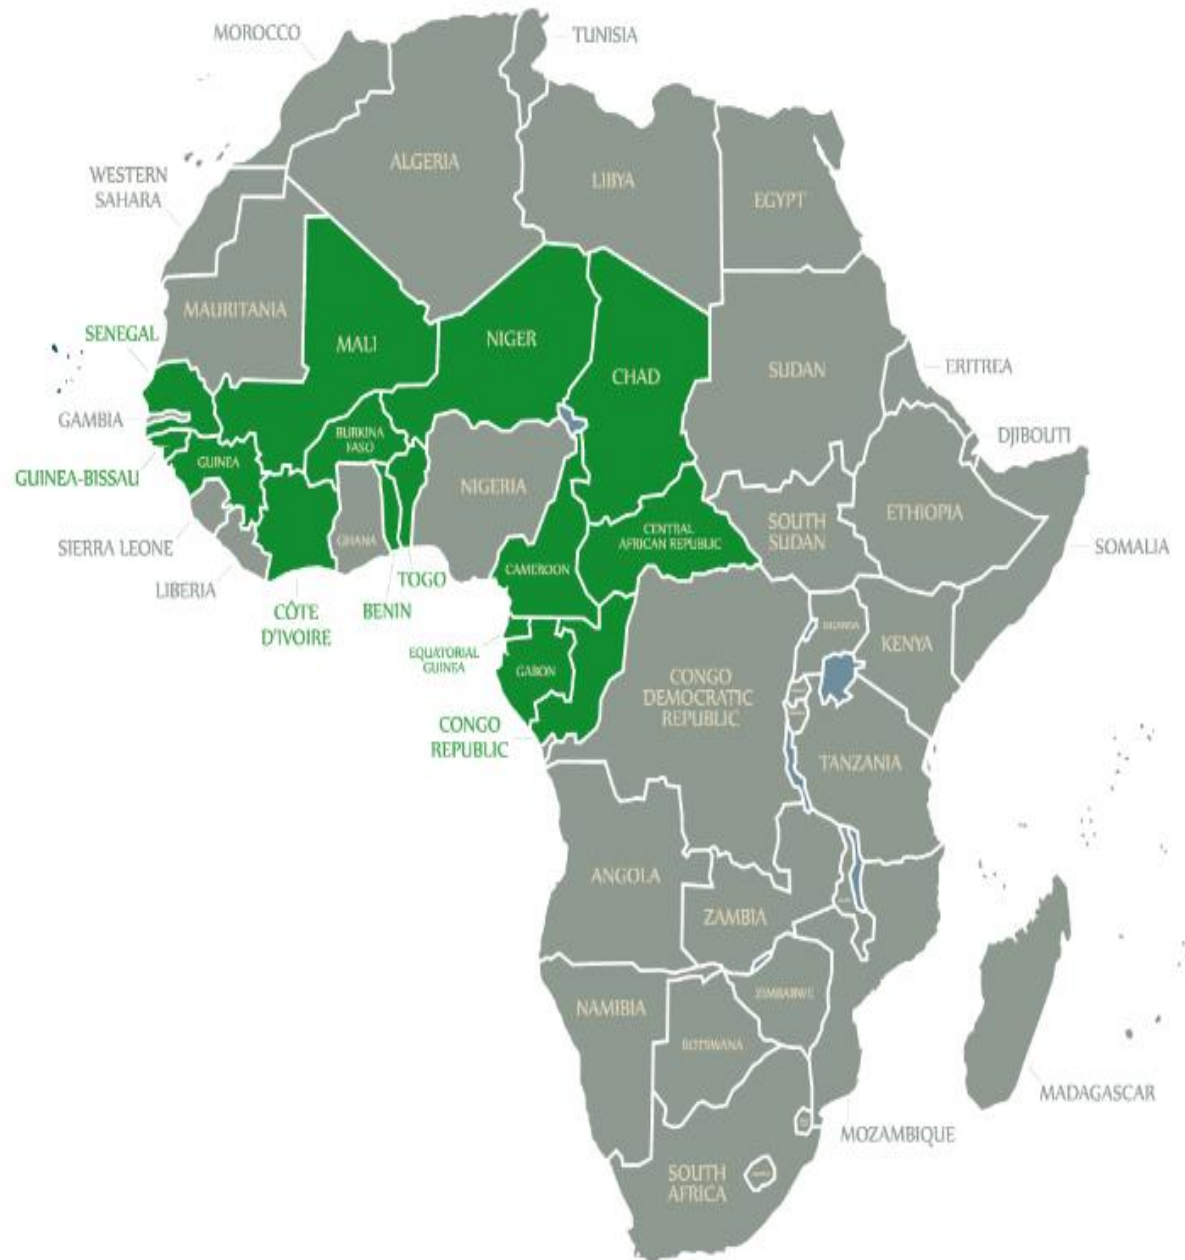 MOROCCO
TUNISIA
ALGERIA
LIBYA
EGYPT
WESTERN
SAHARA
MAURITANIA
SENEGAL
MALI
NIGER
CHAD
SUDAN
ERITREA
GAMBIA
DJIBOUTI
BURKINA
FASO
GUINEA
GUINEA-BISSAU
NIGERIA
ETHIOPIA
SOUTH
SUDAN
CENTRAL
AFRICAN REPUBLIC
GHANA
SIERRA LEONE
SOMALIA
LIBERIA
CAMEROON
TOGO
BENIN
CÔTE
D'IVOIRE
UGANDA
KENYA
EQUATORIAL
GUINEA
GABON
CONGO
DEMOCRATIC
REPUBLIC
CONGO
REPUBLIC
TANZANIA
ANGOLA
ZAMBIA
NAMIBIA
ZIMBABWE
BOTSWANA
MADAGASCAR
MOZAMBIQUE
SOUTH
AFRICA